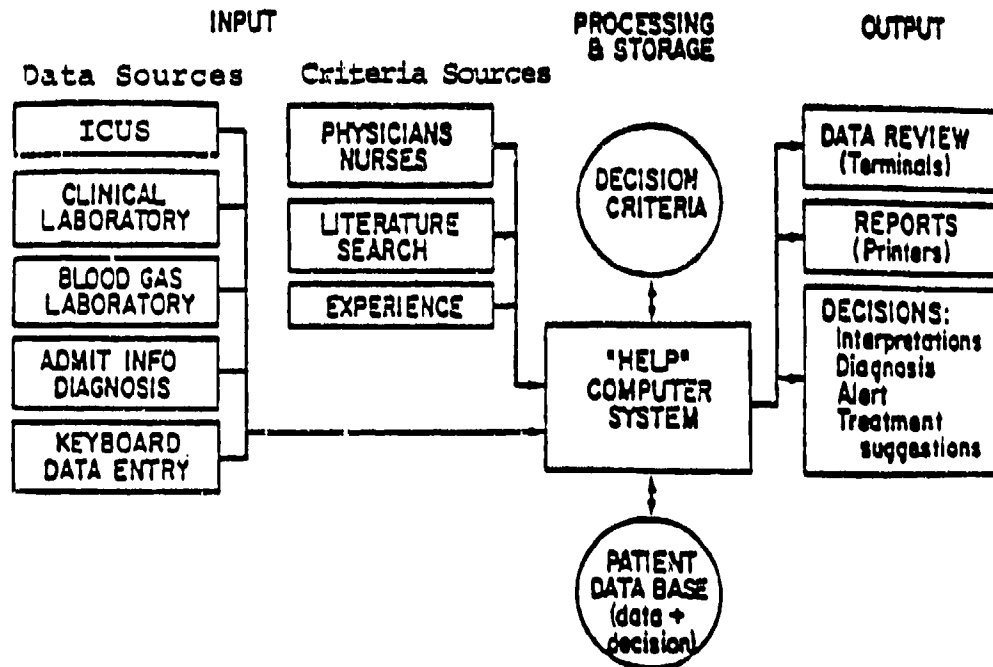 INPUT
PROCESSING
& STORAGE
OUTPUT
Data Sources
Criteria Sources
ICUS
CLINICAL
LABORATORY
BLOOD GAS
LABORATORY
ADMIT INFO
DIAGNOSIS
KEYBOARD
DATA ENTRY
PHYSICIANS
NURSES
LITERATURE
SEARCH
EXPERIENCE
DECISION
CRITERIA
"HELP"
COMPUTER
SYSTEM
PATIENT
DATA BASE
(data +
decision)
DATA REVIEW
(Terminals)
REPORTS
(Printers)
DECISIONS:
Interpretations
Diagnosis
Alert
Treatment
suggestions